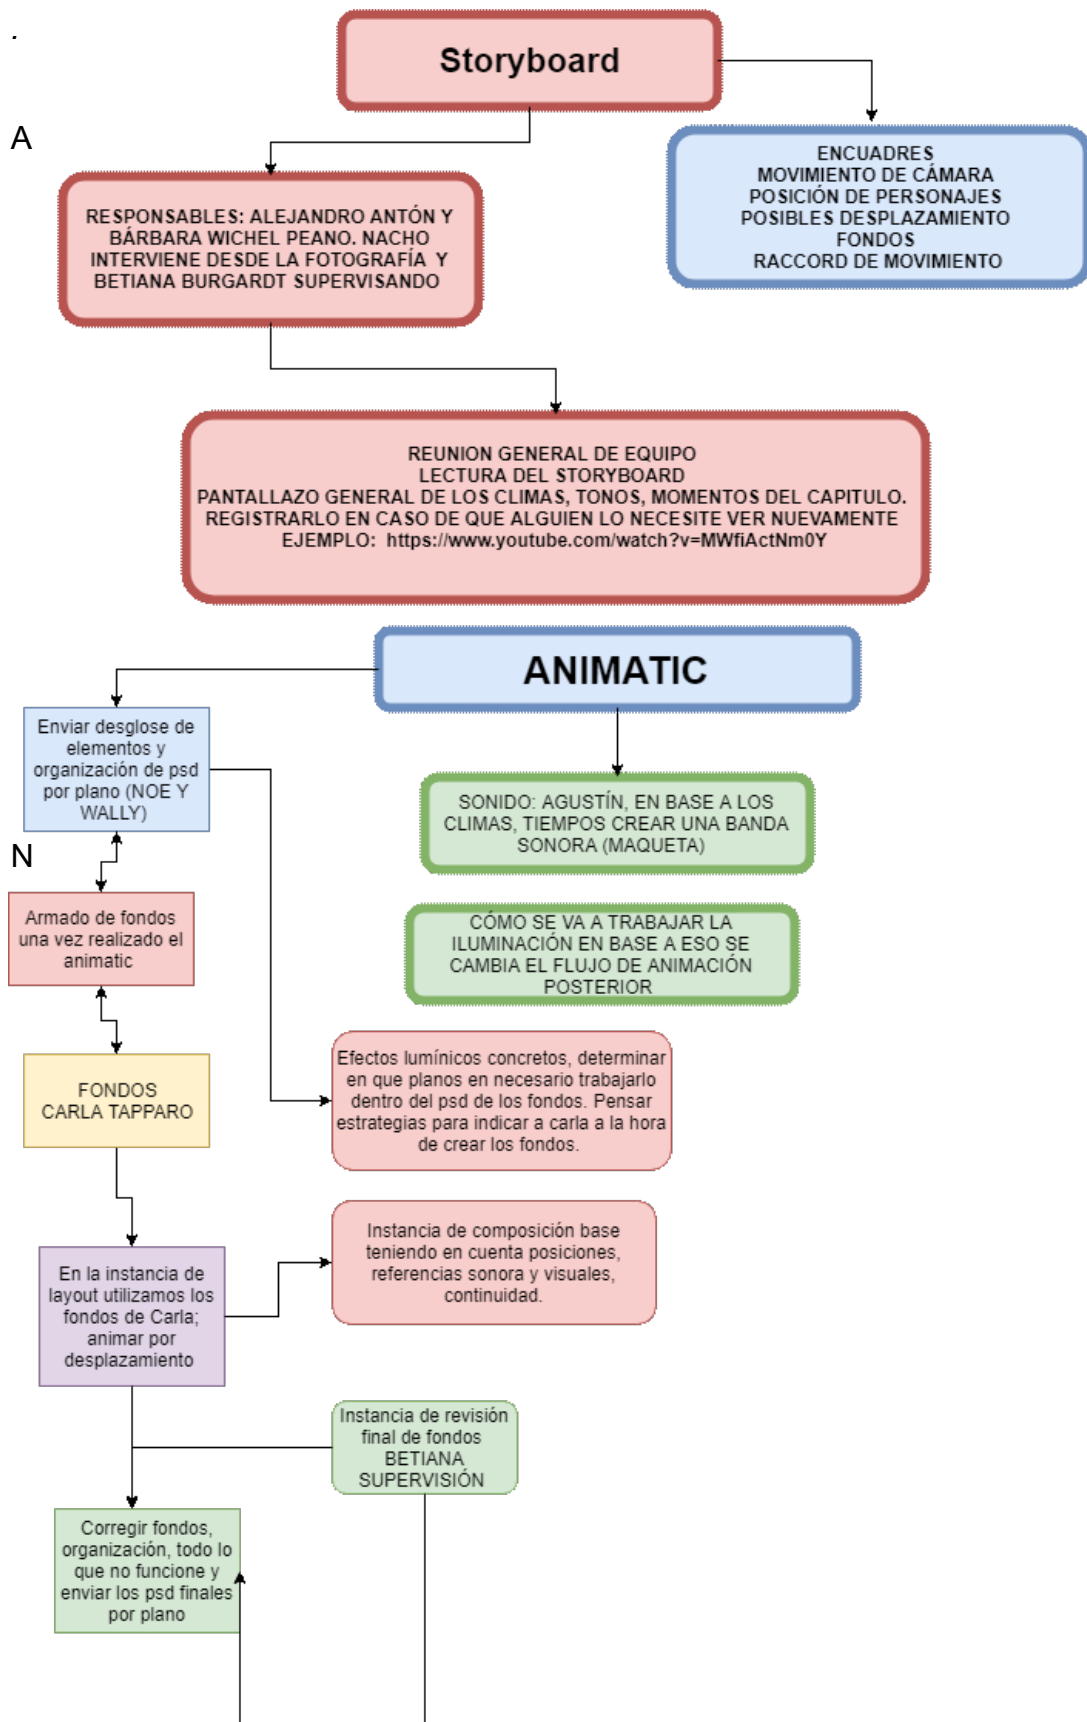 .
Storyboard
A
ENCUADRES
MOVIMIENTO DE CÁMARA
POSICIÓN DE PERSONAJES
POSIBLES DESPLAZAMIENTO
FONDOS
RACCORD DE MOVIMIENTO
RESPONSABLES: ALEJANDRO ANTÓN Y
BÁRBARA WICHEL PEANO. NACHO
INTERVIENE DESDE LA FOTOGRAFÍA Y
BETIANA BURGARDT SUPERVISANDO
REUNION GENERAL DE EQUIPO
LECTURA DEL STORYBOARD
PANTALLAZO GENERAL DE LOS CLIMAS, TONOS, MOMENTOS DEL CAPITULO.
REGISTRARLO EN CASO DE QUE ALGUIEN LO NECESITE VER NUEVAMENTE
EJEMPLO: https://www.youtube.com/watch?v=MWfiActNm0Y
ANIMATIC
Enviar desglose de
elementos y
organización de psd
por plano (NOE Y
WALLY)
SONIDO: AGUSTÍN, EN BASE A LOS
CLIMAS, TIEMPOS CREAR UNA BANDA
SONORA (MAQUETA)
N
Armado de fondos
una vez realizado el
animatic
CÓMO SE VA A TRABAJAR LA
ILUMINACIÓN EN BASE A ESO SE
CAMBIA EL FLUJO DE ANIMACIÓN
POSTERIOR
FONDOS
CARLA TAPPARO
Efectos lumínicos concretos, determinar
en que planos en necesario trabajarlo
dentro del psd de los fondos. Pensar
estrategias para indicar a carla a la hora
de crear los fondos.
En la instancia de
layout utilizamos los
fondos de Carla;
animar por
desplazamiento
Instancia de composición base
teniendo en cuenta posiciones,
referencias sonora y visuales,
continuidad.
Instancia de revisión
final de fondos
BETIANA
SUPERVISIÓN
Corregir fondos,
organización, todo lo
que no funcione y
enviar los psd finales
por plano